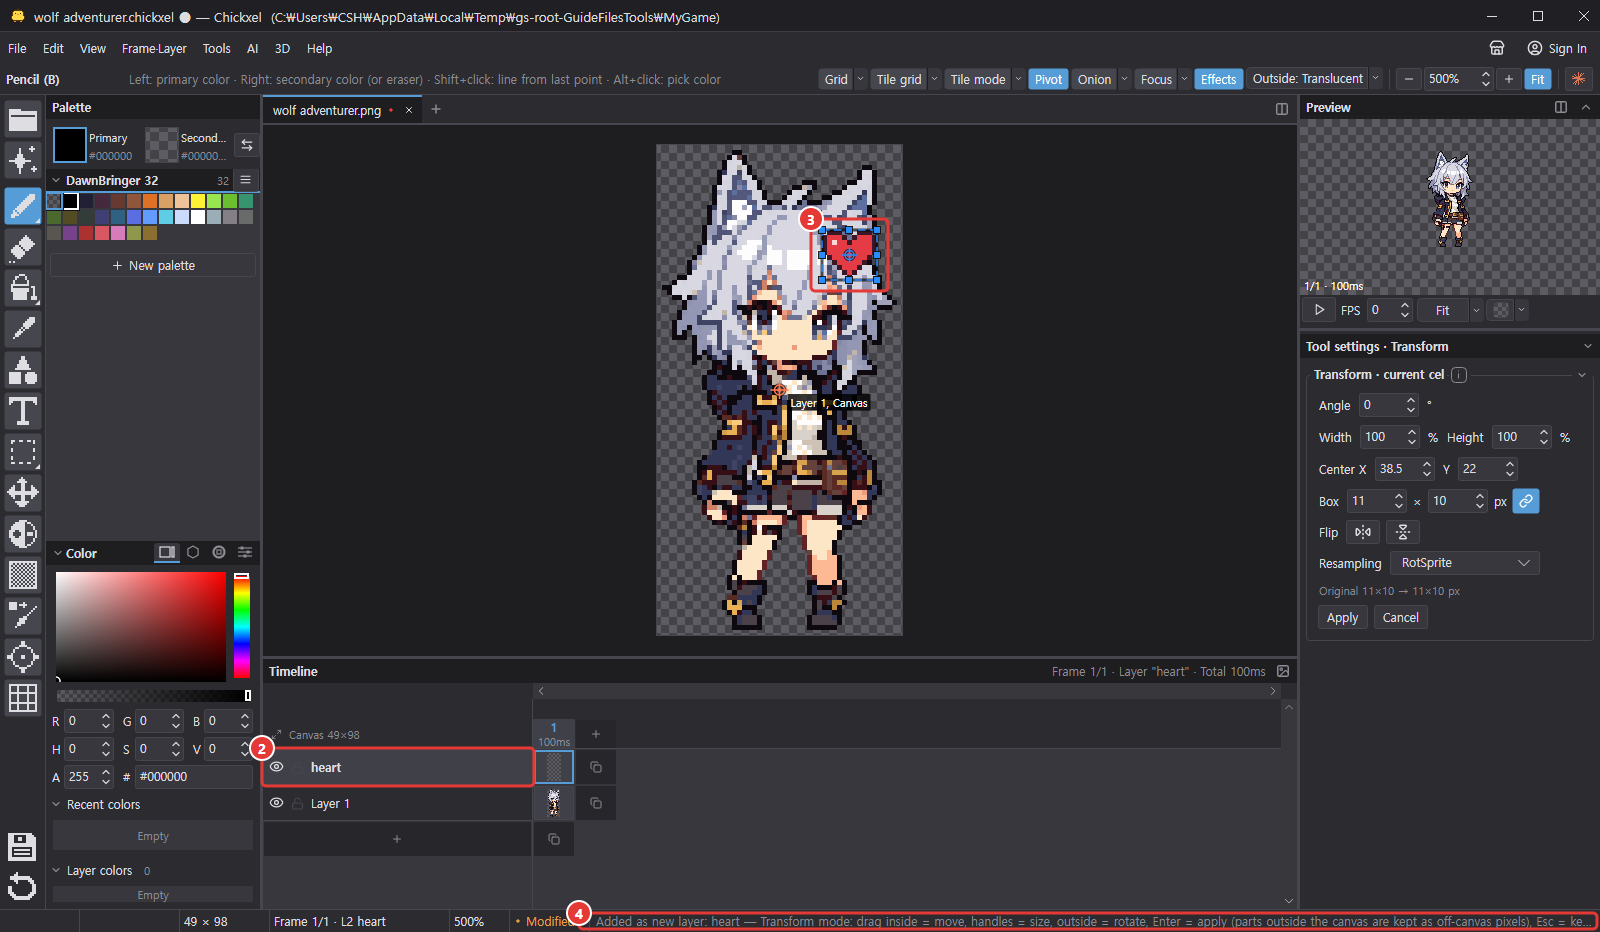 wolf adventurer.chickxel ● — Chickxel   (C:₩Users₩CSH₩AppData₩Local₩Temp₩gs-root-GuideFilesTools₩MyGame)
File Edit View Frame·Layer Tools AI 3D Help Sign In
Pencil (B) Left: primary color · Right: secondary color (or eraser) · Shift+click: line from last point · Alt+click: pick color Grid Tile grid Tile mode Pivot Onion Focus Effects Outside: Translucent − 500% + Fit
Palette
wolf adventurer.png • × +
Preview
Primary
#000000
Second...
#00000...
DawnBringer 32 32
+ New palette
3
Layer 1, Canvas
1/1 · 100ms
FPS 0 Fit
Tool settings · Transform
Transform · current cel i
Angle 0 °
Width 100 % Height 100 %
Center X 38.5 Y 22
Box 11 × 10 px
Flip
Resampling RotSprite
Original 11×10 → 11×10 px
Apply Cancel
Color
R 0 G 0 B 0
H 0 S 0 V 0
A 255 # #000000
Recent colors
Empty
Layer colors 0
Empty
Timeline Frame 1/1 · Layer "heart" · Total 100ms
Canvas 49×98
1
100ms
+
2
heart
Layer 1
+
4
49 × 98 Frame 1/1 · L2 heart 500% • Modifie
Added as new layer: heart — Transform mode: drag inside = move, handles = size, outside = rotate, Enter = apply (parts outside the canvas are kept as off-canvas pixels), Esc = ke...